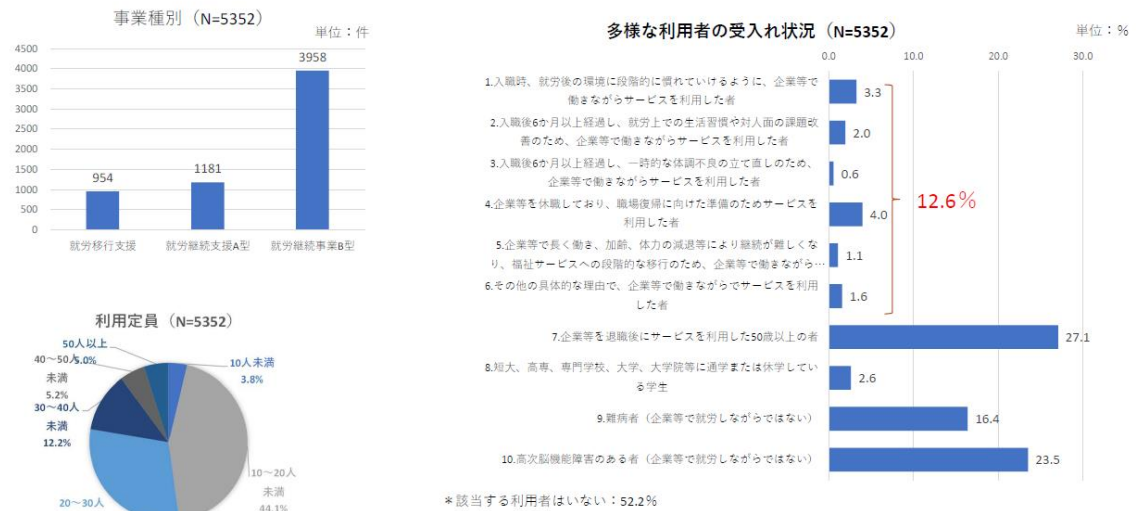 事業種別（N=5352）
単位：件
4500
4000
3500
3000
2500
2000
1500
1000
500
0
954
1181
3958
就労移行支援
就労継続支援A型
就労継続事業B型
利用定員（N=5352）
50人以上
5.0%
40～50人
未満
5.2%
30～40人
未満
12.2%
20～30人
10人未満
3.8%
10～20人
未満
44.1%
多様な利用者の受入れ状況（N=5352）
単位：％
0.0
10.0
20.0
30.0
1.入職時、就労後の環境に段階的に慣れていけるように、企業等で
働きながらサービスを利用した者
3.3
2.入職後6か月以上経過し、就労上での生活習慣や対人面の課題改
善のため、企業等で働きながらサービスを利用した者
2.0
3.入職後6か月以上経過し、一時的な体調不良の立て直しのため、
企業等で働きながらサービスを利用した者
0.6
4.企業等を休職しており、職場復帰に向けた準備のためサービスを
利用した者
4.0
5.企業等で長く働き、加齢、体力の減退等により継続が難しくな
り、福祉サービスへの段階的な移行のため、企業等で働きながら…
1.1
6.その他の具体的な理由で、企業等で働きながらでサービスを利用
した者
1.6
12.6％
7.企業等を退職後にサービスを利用した50歳以上の者
27.1
8.短大、高専、専門学校、大学、大学院等に通学または休学してい
る学生
2.6
9.難病者（企業等で就労しながらではない）
16.4
10.高次脳機能障害のある者（企業等で就労しながらではない）
23.5
＊該当する利用者はいない：52.2％